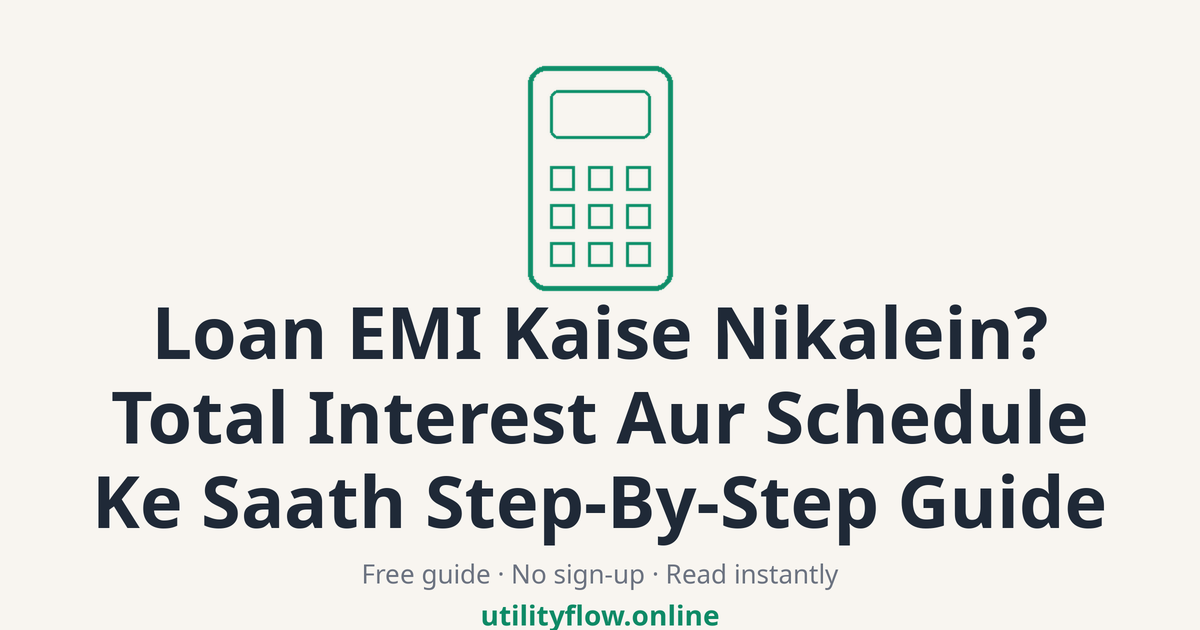 Loan EMI Kaise Nikalein?
Total Interest Aur Schedule
Ke Saath Step-By-Step Guide
Free guide · No sign-up · Read instantly
utilityflow.online